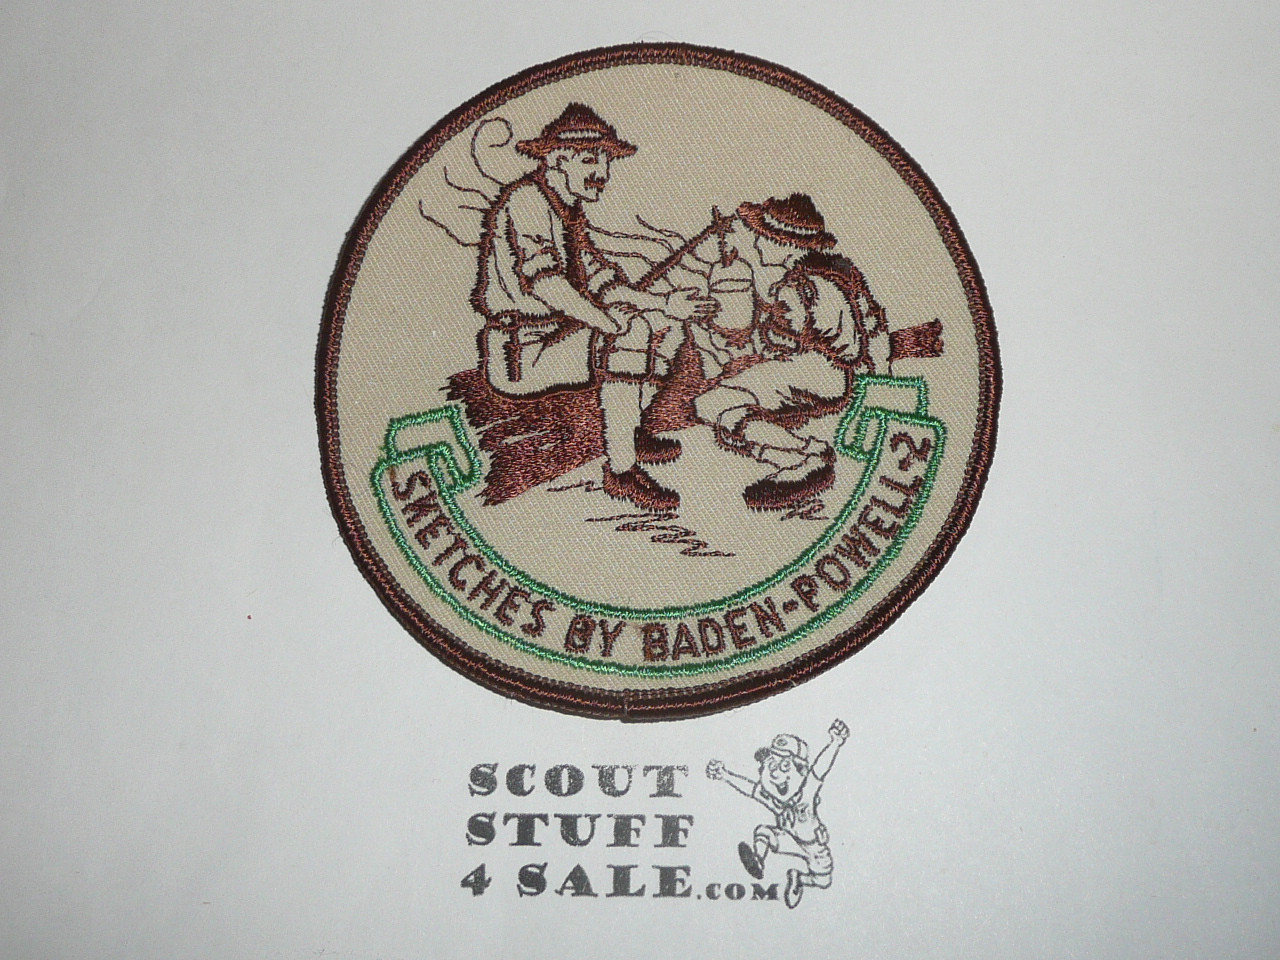 SKETCHES BY BADEN-POWELL-2
SCOUT
STUFF
4 SALE.COM